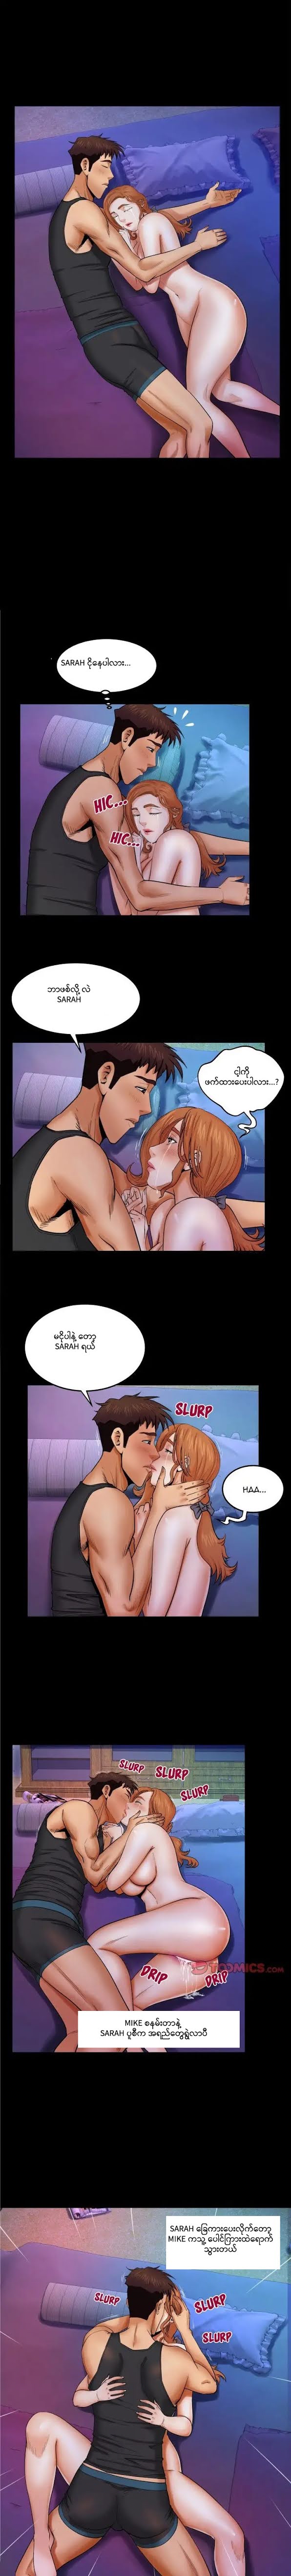 SARAH ငိုနေပါလား...
HIC...
HIC...
ဘာဖစ်လို့ လဲ
SARAH
ငါ့ကို
ဖက်ထားပေးပါလား...?
မငိုပါနဲ့ တော့
SARAH ရယ်
SLURP
HAA...
SLURP
SLURP
SLURP
TOOMICS.COM
DRIP
DRIP
MIKE စနမ်းတာနဲ့
SARAH ပူစီက အရည်တွေရွှဲလာပီ
SARAH ခြေကားပေးလိုက်တော့
MIKE ကသူ့ ပေါင်ကြားထဲရောက်
သွားတယ်
SLURP
SLURP
SLURP